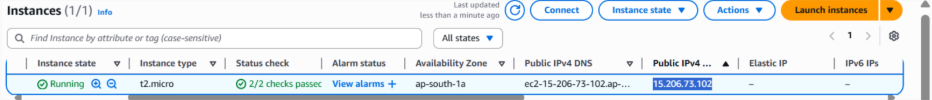 Instances (1/1) Info
Last updated
less than a minute ago
Connect
Instance state
Actions
Launch instances
Find Instance by attribute or tag (case-sensitive)
All states
1
Instance state Instance type Status check Alarm status Availability Zone Public IPv4 DNS Public IPv4 ... Elastic IP IPv6 IPs
Running t2.micro 2/2 checks passec View alarms + ap-south-1a ec2-15-206-73-102.ap-... 15.206.73.102 – –